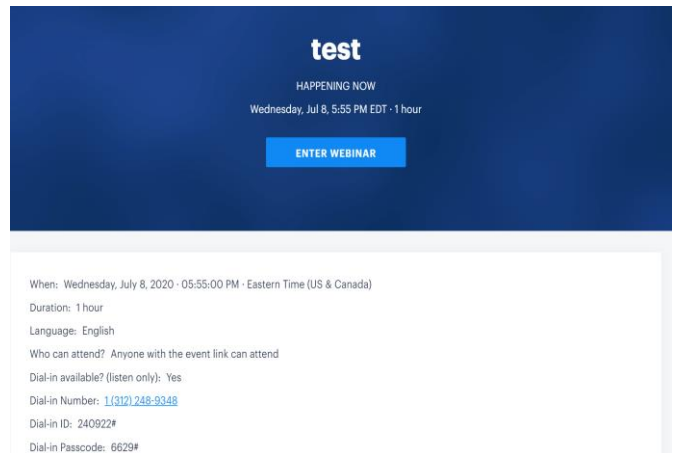 test
HAPPENING NOW
Wednesday, Jul 8, 5:55 PM EDT · 1 hour
ENTER WEBINAR
When: Wednesday, July 8, 2020 · 05:55:00 PM · Eastern Time (US & Canada)
Duration: 1 hour
Language: English
Who can attend? Anyone with the event link can attend
Dial-in available? (listen only): Yes
Dial-in Number: 1 (312) 248-9348
Dial-in ID: 240922#
Dial-in Passcode: 6629#